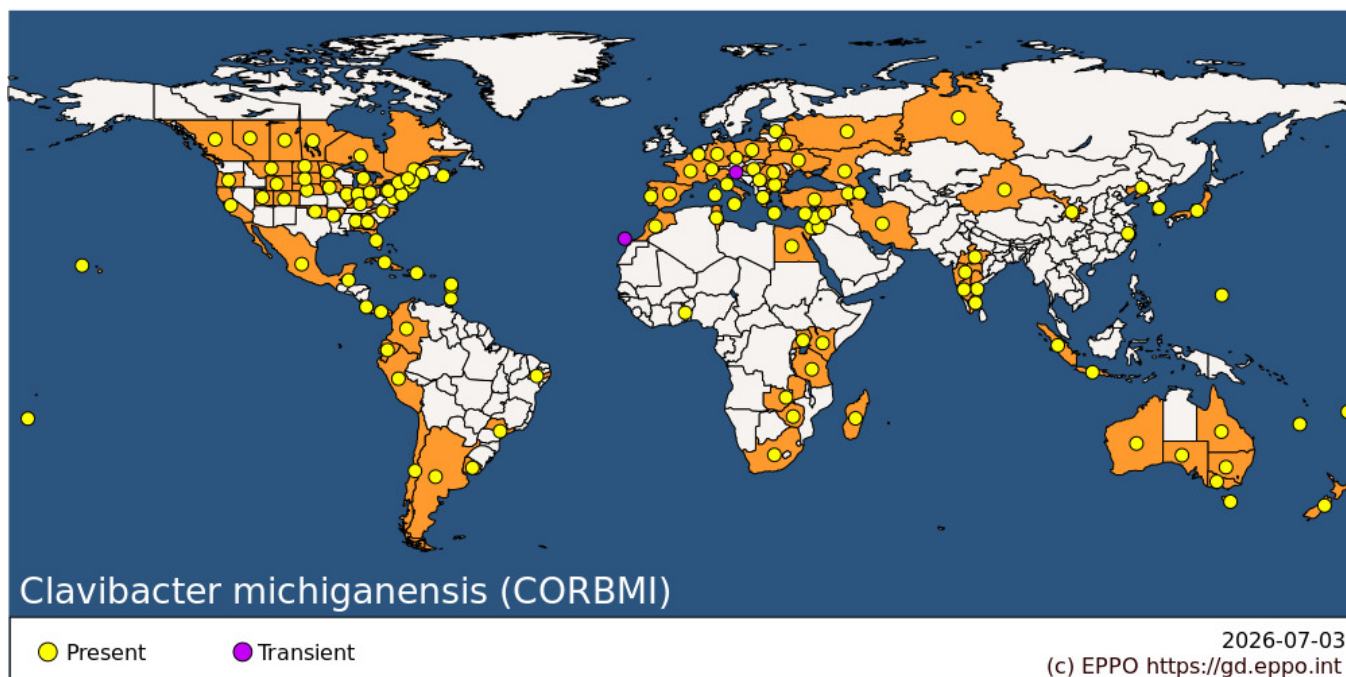 Clavibacter michiganensis (CORBMI)
Present
Transient
2026-07-03
(c) EPPO https://gd.eppo.int